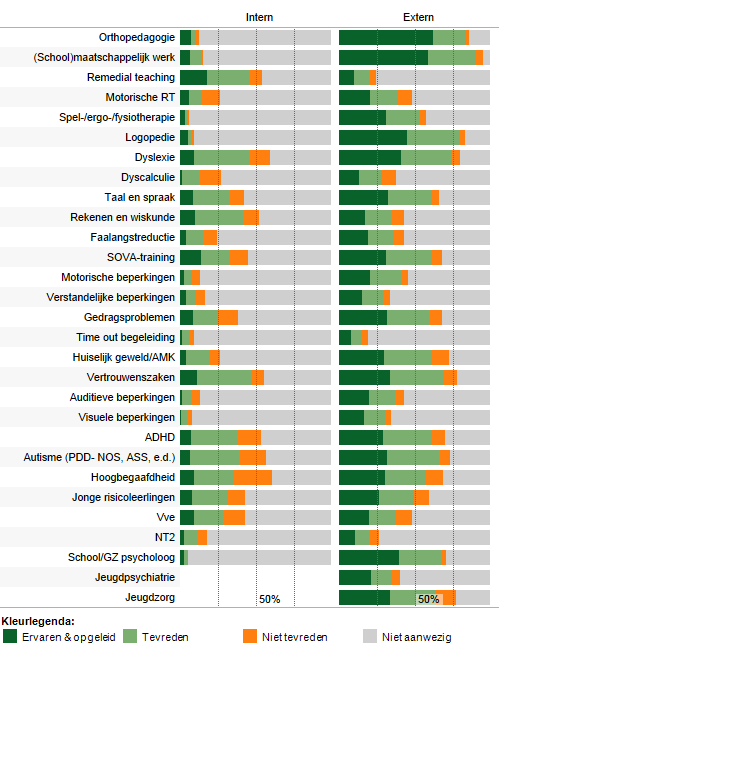 Intern Extern
Orthopedagogie
(School)maatschappelijk werk
Remedial teaching
Motorische RT
Spel-/ergo-/fysiotherapie
Logopedie
Dyslexie
Dyscalculie
Taal en spraak
Rekenen en wiskunde
Faalangstreductie
SOVA-training
Motorische beperkingen
Verstandelijke beperkingen
Gedragsproblemen
Time out begeleiding
Huiselijk geweld/AMK
Vertrouwenszaken
Auditieve beperkingen
Visuele beperkingen
ADHD
Autisme (PDD- NOS, ASS, e.d.)
Hoogbegaafdheid
Jonge risicoleerlingen
Vve
NT2
School/GZ psycholoog
Jeugdpsychiatrie
Jeugdzorg 50% 50%
Kleurlegenda:
Ervaren & opgeleid Tevreden Niet tevreden Niet aanwezig